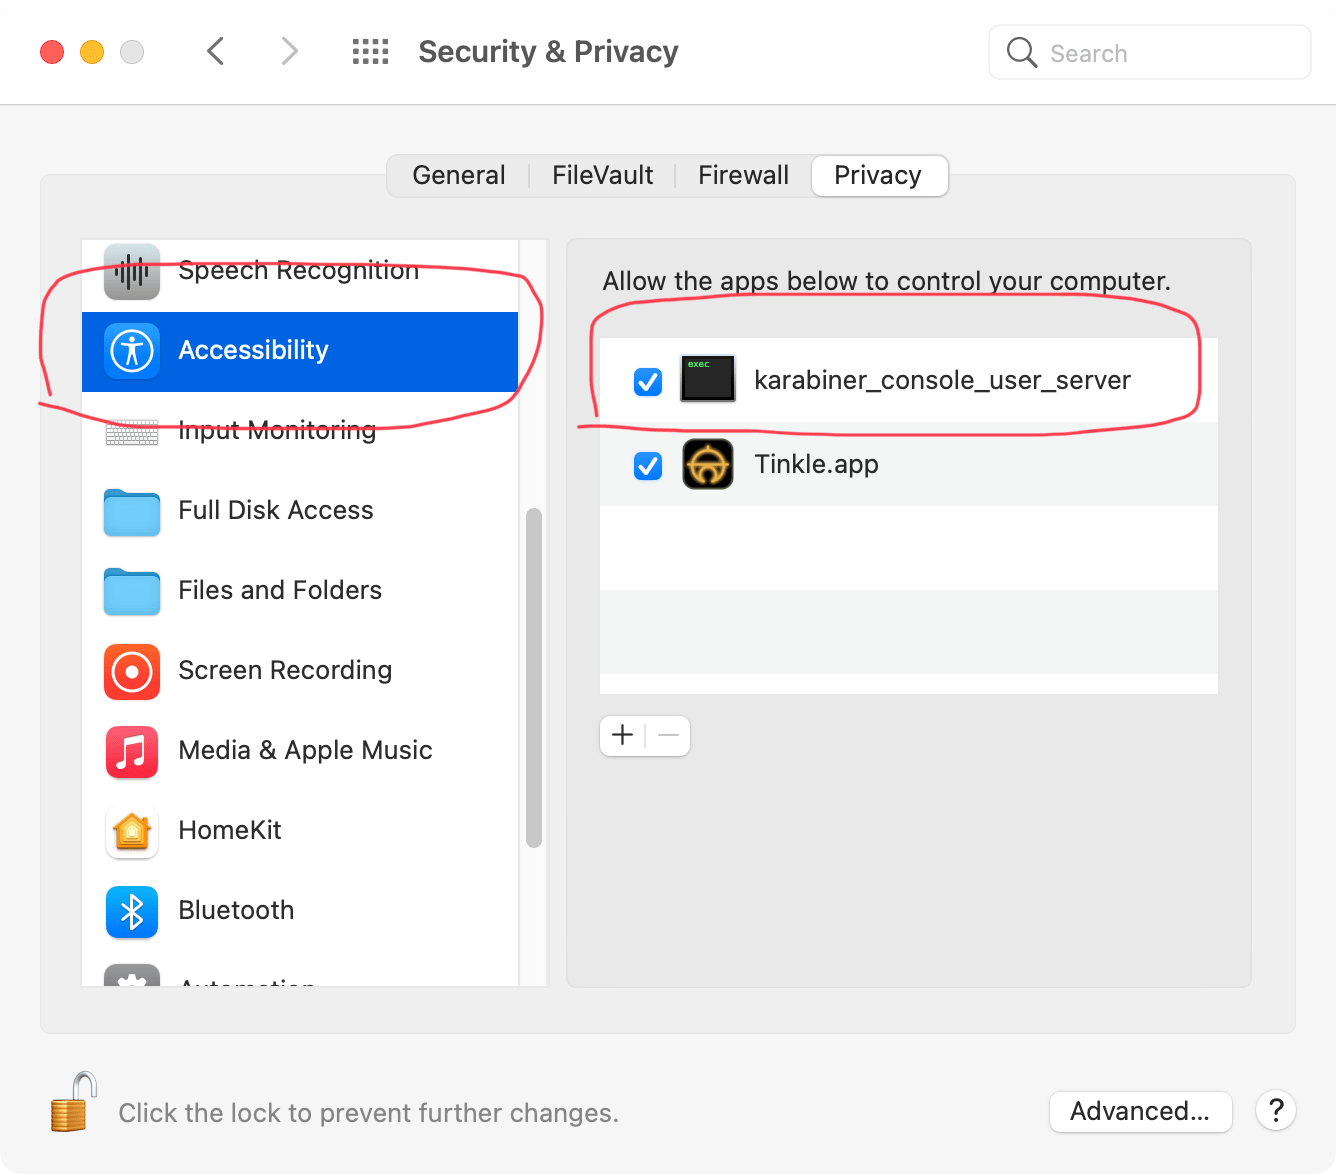 Security & Privacy
Search
General
FileVault
Firewall
Privacy
Speech Recognition
Accessibility
Input Monitoring
Full Disk Access
Files and Folders
Screen Recording
Media & Apple Music
HomeKit
Bluetooth
Automation
Allow the apps below to control your computer.
exec
karabiner_console_user_server
Tinkle.app
Click the lock to prevent further changes.
Advanced...
?